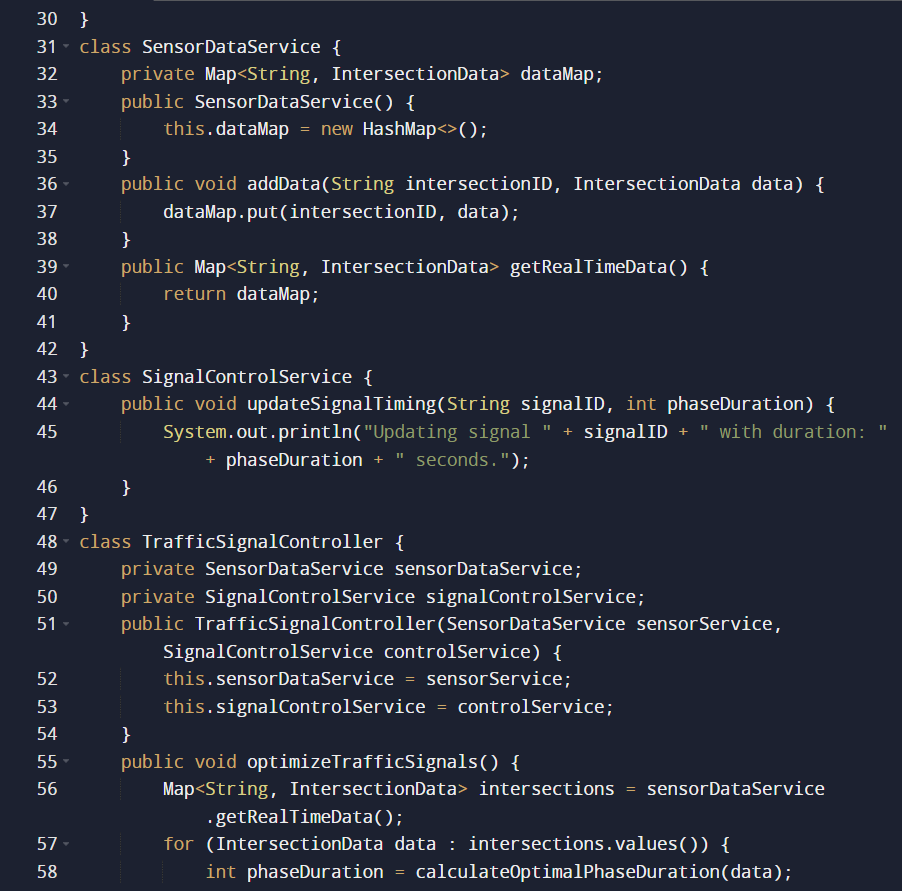 30 }
31 class SensorDataService {
32     private Map<String, IntersectionData> dataMap;
33     public SensorDataService() {
34         this.dataMap = new HashMap<>();
35     }
36     public void addData(String intersectionID, IntersectionData data) {
37         dataMap.put(intersectionID, data);
38     }
39     public Map<String, IntersectionData> getRealTimeData() {
40         return dataMap;
41     }
42 }
43 class SignalControlService {
44     public void updateSignalTiming(String signalID, int phaseDuration) {
45         System.out.println("Updating signal " + signalID + " with duration: "
            + phaseDuration + " seconds.");
46     }
47 }
48 class TrafficSignalController {
49     private SensorDataService sensorDataService;
50     private SignalControlService signalControlService;
51     public TrafficSignalController(SensorDataService sensorService,
        SignalControlService controlService) {
52         this.sensorDataService = sensorService;
53         this.signalControlService = controlService;
54     }
55     public void optimizeTrafficSignals() {
56         Map<String, IntersectionData> intersections = sensorDataService
            .getRealTimeData();
57         for (IntersectionData data : intersections.values()) {
58             int phaseDuration = calculateOptimalPhaseDuration(data);